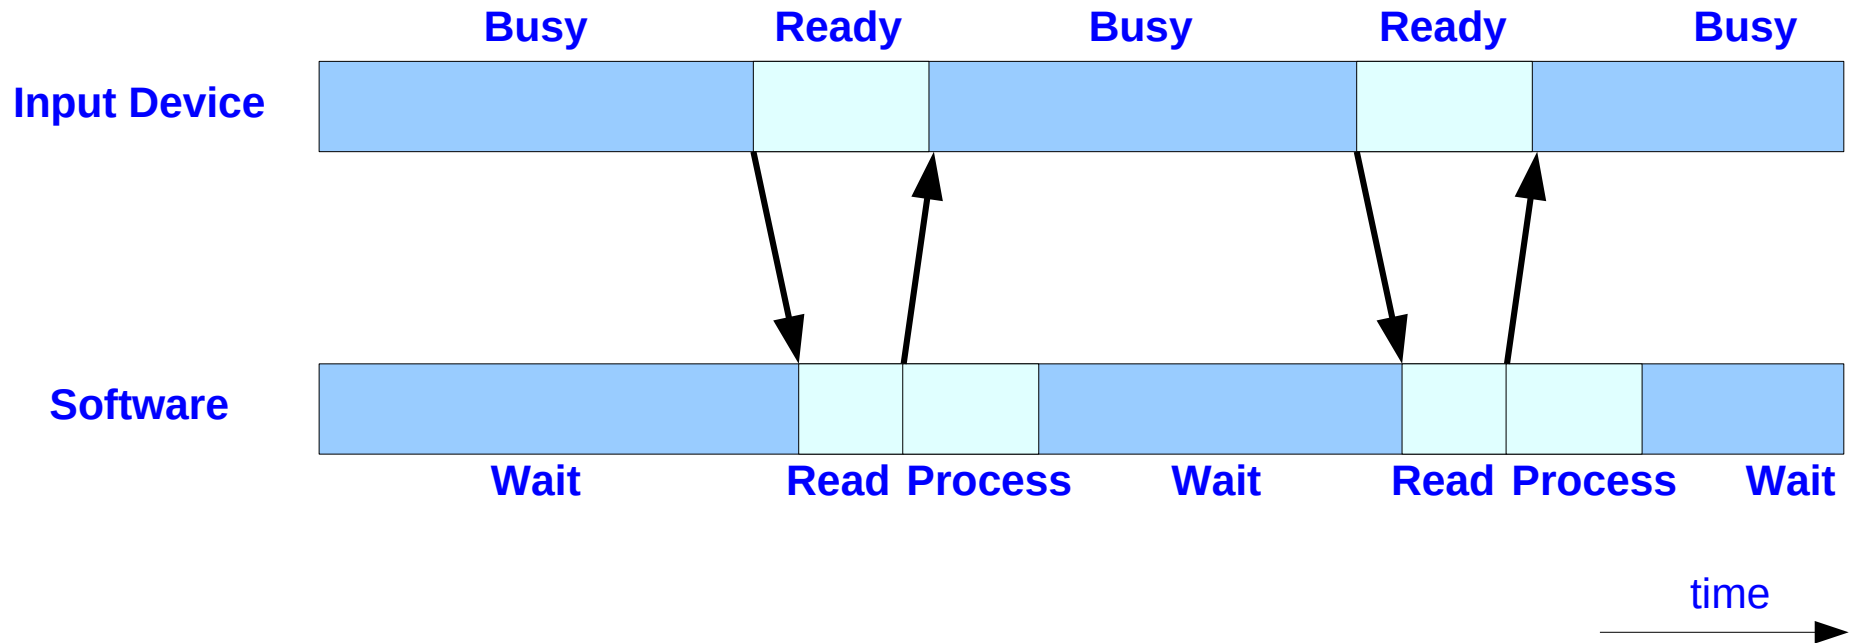 Busy Ready Busy Ready Busy
Input Device
Software
Wait Read Process Wait Read Process Wait
time